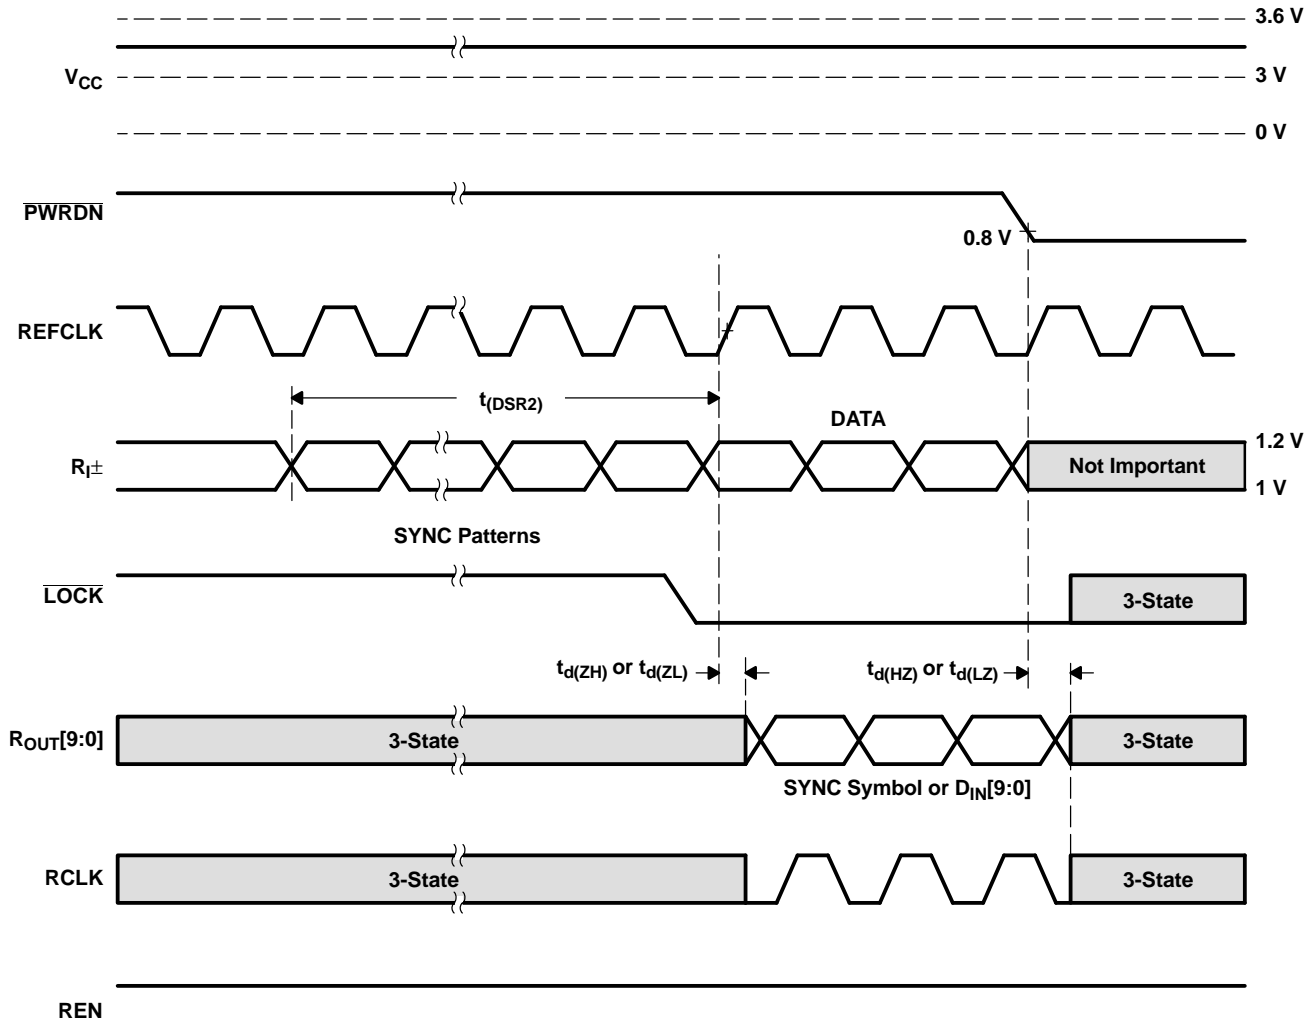 3.6 V
V_CC
3 V
0 V
PWRDN
0.8 V
REFCLK
t(DSR2)
DATA
R_I±
1.2 V
Not Important
1 V
SYNC Patterns
LOCK
3-State
t_d(ZH) or t_d(ZL)
t_d(HZ) or t_d(LZ)
R_OUT[9:0]
3-State
3-State
SYNC Symbol or D_IN[9:0]
RCLK
3-State
3-State
REN